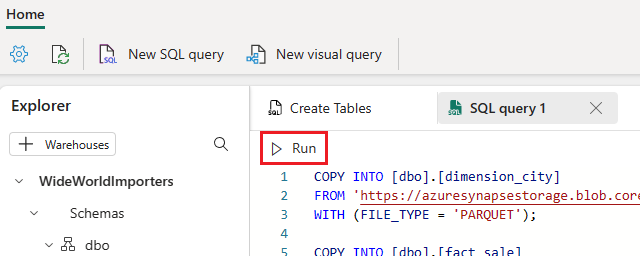 Home
New SQL query New visual query
Explorer
Create Tables SQL query 1
+ Warehouses
Run
WideWorldImporters
Schemas
dbo
1 COPY INTO [dbo].[dimension_city]
2 FROM 'https://azuresynapsestorage.blob.core
3 WITH (FILE_TYPE = 'PARQUET');
4
5 COPY INTO [dbo].[fact_sale]